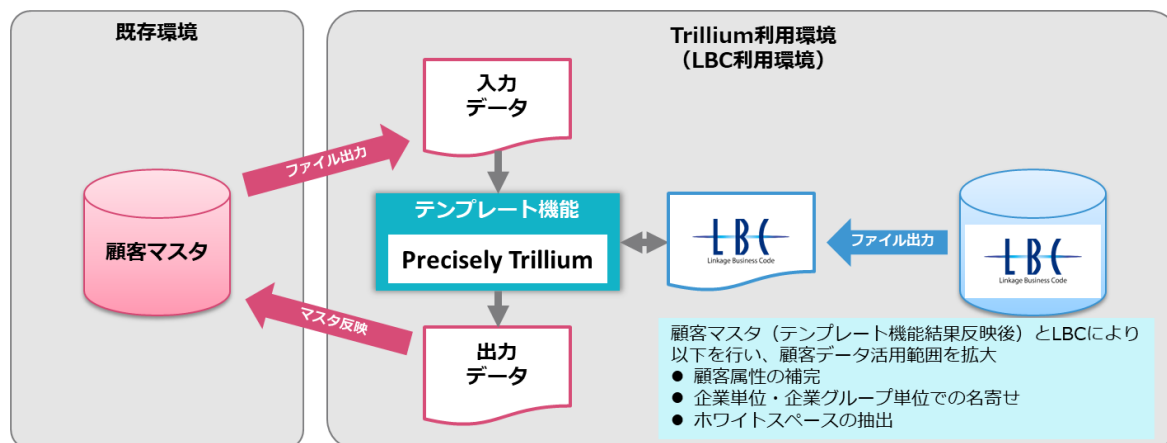 既存環境
Trillium利用環境
（LBC利用環境）
入力
データ
ファイル出力
テンプレート機能
Precisely Trillium
顧客マスタ
LBC
Linkage Business Code
ファイル出力
LBC
Linkage Business Code
マスタ反映
出力
データ
顧客マスタ（テンプレート機能結果反映後）とLBCにより
以下を行い、顧客データ活用範囲を拡大
● 顧客属性の補完
● 企業単位・企業グループ単位での名寄せ
● ホワイトスペースの抽出